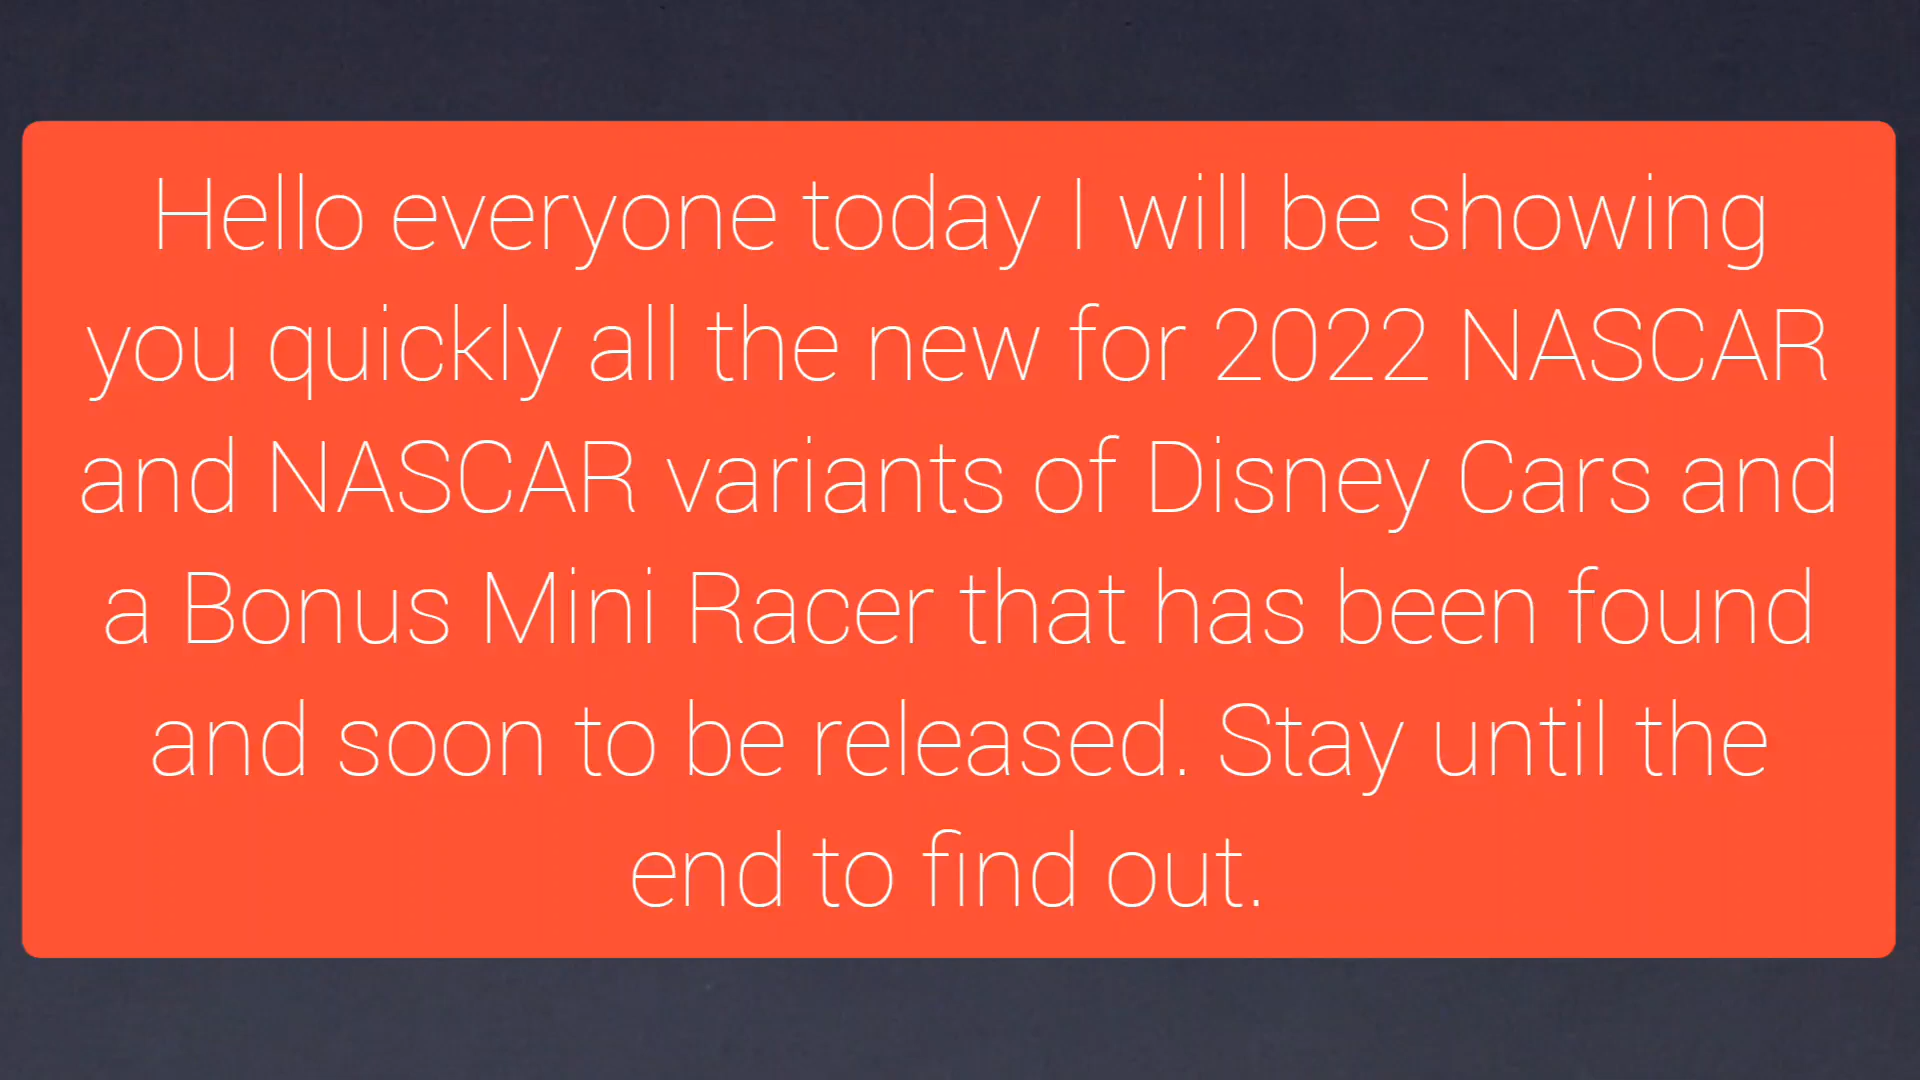 Hello everyone today I will be showing
you quickly all the new for 2022 NASCAR
and NASCAR variants of Disney Cars and
a Bonus Mini Racer that has been found
and soon to be released. Stay until the
end to find out.